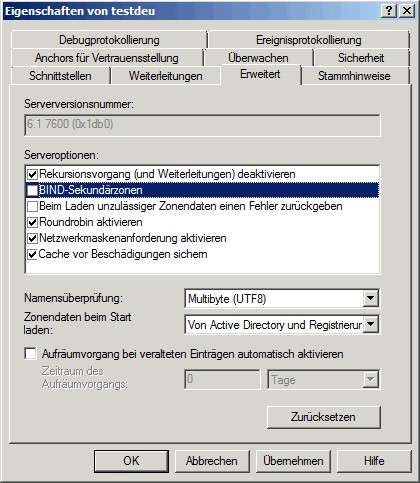 Eigenschaften von testdeu
Debugprotokollierung Ereignisprotokollierung
Anchors für Vertrauensstellung Überwachen Sicherheit
Schnittstellen Weiterleitungen Erweitert Stammhinweise
Serverversionsnummer:
6.1 7600 (0x1db0)
Serveroptionen:
Rekursionsvorgang (und Weiterleitungen) deaktivieren
BIND-Sekundärzonen
Beim Laden unzulässiger Zonendaten einen Fehler zurückgeben
Roundrobin aktivieren
Netzwerkmaskenanforderung aktivieren
Cache vor Beschädigungen sichern
Namensüberprüfung: Multibyte (UTF8)
Zonendaten beim Start
laden: Von Active Directory und Registrierur
Aufräumvorgang bei veralteten Einträgen automatisch aktivieren
Zeitraum des
Aufräumvorgangs: 0 Tage
Zurücksetzen
OK Abbrechen Übernehmen Hilfe